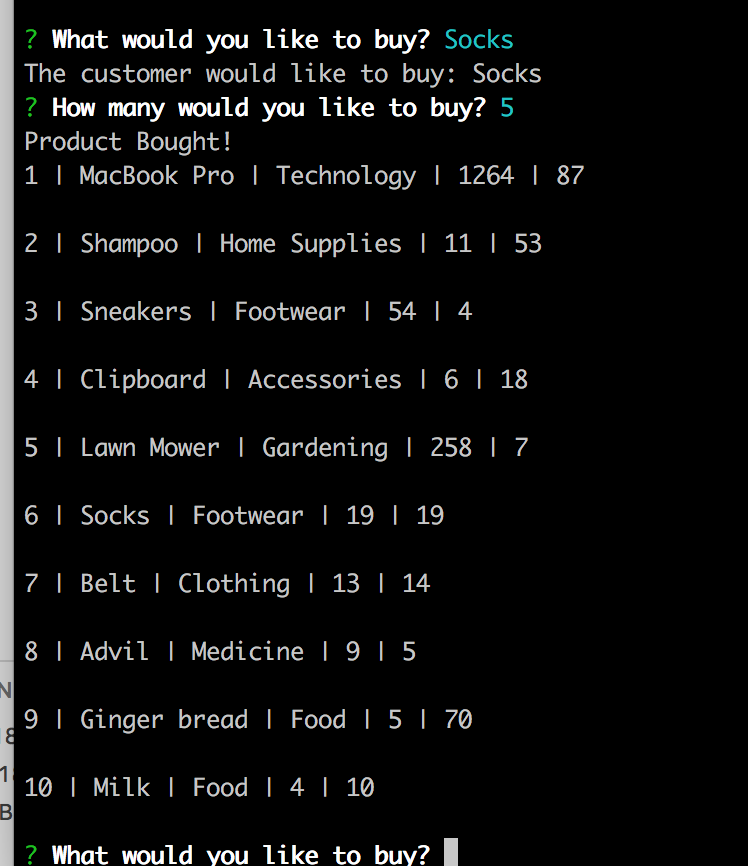 ? What would you like to buy? Socks
The customer would like to buy: Socks
? How many would you like to buy? 5
Product Bought!
1 | MacBook Pro | Technology | 1264 | 87
2 | Shampoo | Home Supplies | 11 | 53
3 | Sneakers | Footwear | 54 | 4
4 | Clipboard | Accessories | 6 | 18
5 | Lawn Mower | Gardening | 258 | 7
6 | Socks | Footwear | 19 | 19
7 | Belt | Clothing | 13 | 14
8 | Advil | Medicine | 9 | 5
9 | Ginger bread | Food | 5 | 70
10 | Milk | Food | 4 | 10
? What would you like to buy?